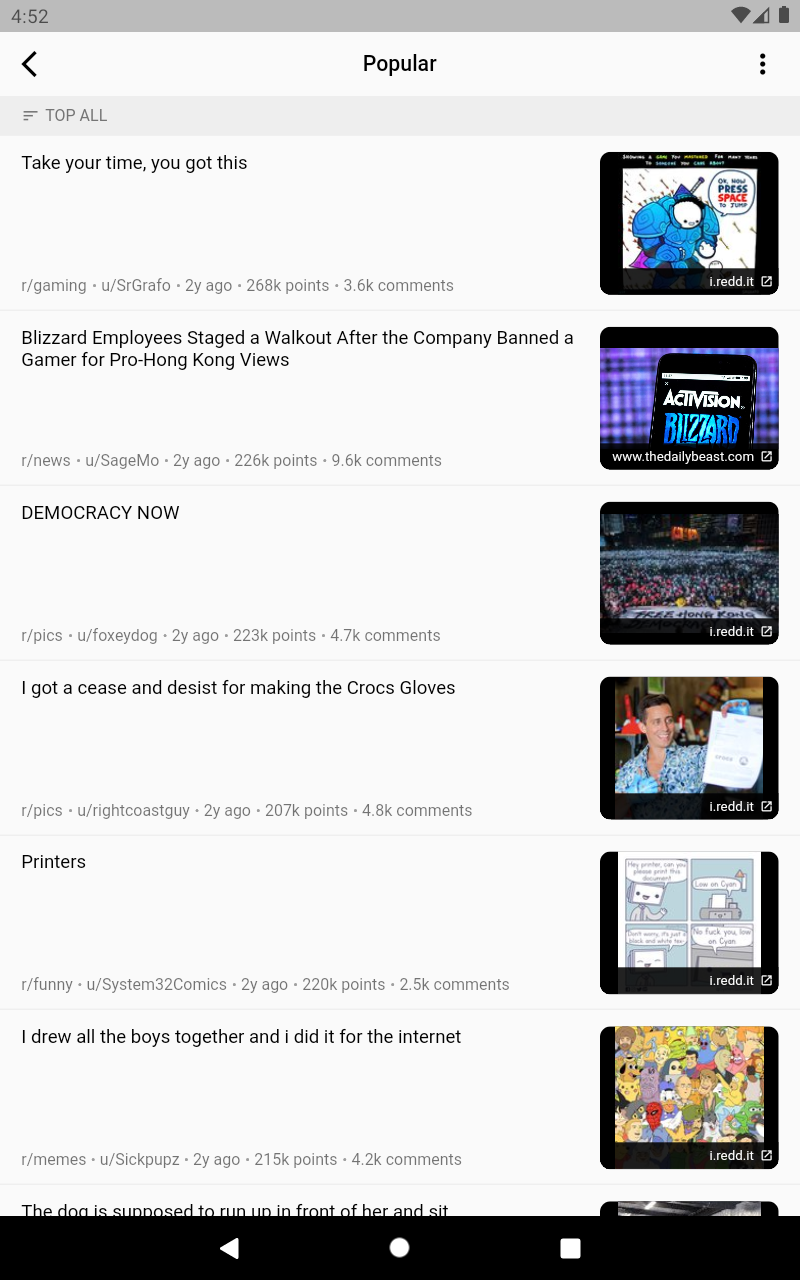 4:52
Popular
TOP ALL
Take your time, you got this
SHOWING A GAME YOU MASTERED FOR MANY YEARS
TO SOMEONE YOU CARE ABOUT
OK, NOW
PRESS
SPACE
TO JUMP
i.redd.it
r/gaming • u/SrGrafo • 2y ago • 268k points • 3.6k comments
Blizzard Employees Staged a Walkout After the Company Banned a
Gamer for Pro-Hong Kong Views
ACTIVISION
BLIZZARD
www.thedailybeast.com
r/news • u/SageMo • 2y ago • 226k points • 9.6k comments
DEMOCRACY NOW
FREE HONG KONG
i.redd.it
r/pics • u/foxeydog • 2y ago • 223k points • 4.7k comments
I got a cease and desist for making the Crocs Gloves
crocs
i.redd.it
r/pics • u/rightcoastguy • 2y ago • 207k points • 4.8k comments
Printers
Hey printer, can you
please print this
document?
Low on Cyan
Don't worry, it's just a
black and white text
No fuck you, low
on Cyan
i.redd.it
r/funny • u/System32Comics • 2y ago • 220k points • 2.5k comments
I drew all the boys together and i did it for the internet
i.redd.it
r/memes • u/Sickpupz • 2y ago • 215k points • 4.2k comments
The dog is supposed to run up in front of her and sit